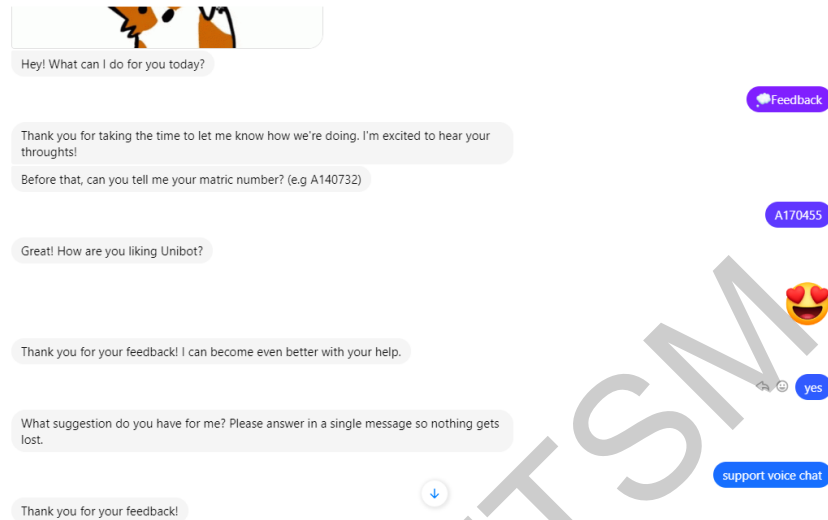 Hey! What can I do for you today?
Feedback
Thank you for taking the time to let me know how we're doing. I'm excited to hear your
throughts!
Before that, can you tell me your matric number? (e.g A140732)
A170455
Great! How are you liking Unibot?
Thank you for your feedback! I can become even better with your help.
yes
What suggestion do you have for me? Please answer in a single message so nothing gets
lost.
support voice chat
Thank you for your feedback!
TSM